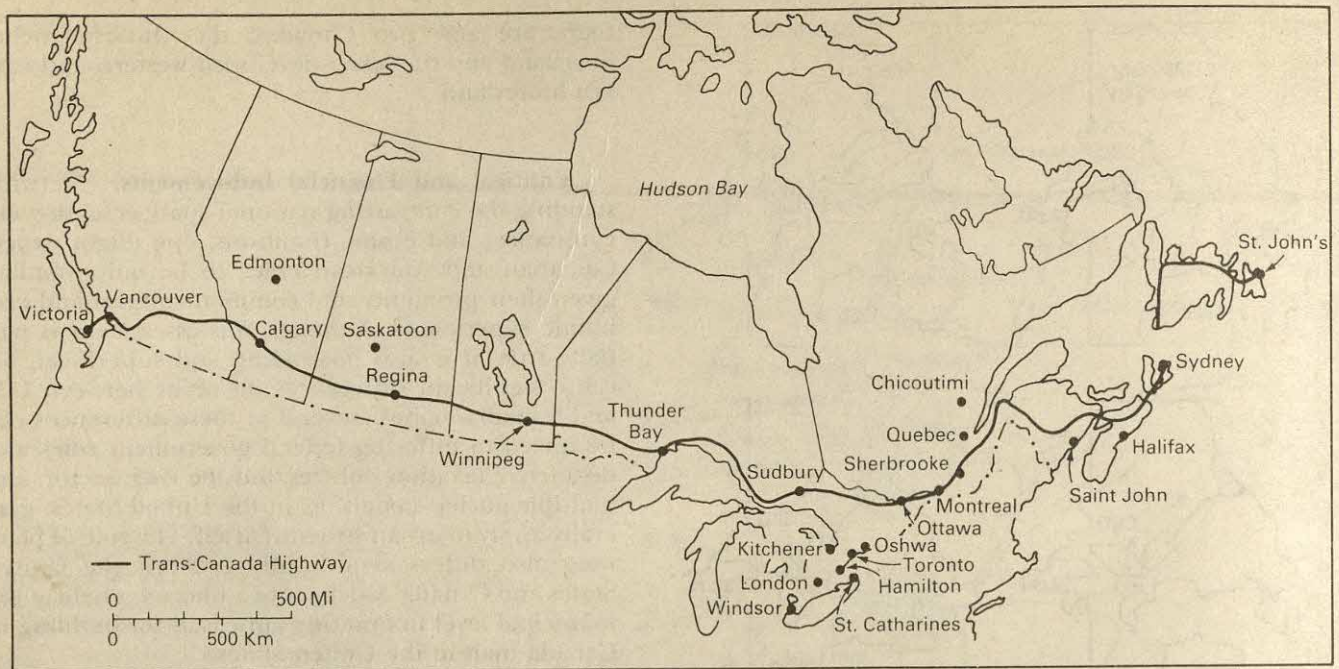 Hudson Bay
St. John's
Edmonton
Vancouver
Victoria
Calgary
Saskatoon
Regina
Sydney
Chicoutimi
Thunder
Bay
Quebec
Winnipeg
Sudbury
Sherbrooke
Halifax
Saint John
Montreal
Ottawa
Kitchener
Oshwa
Toronto
London
Hamilton
Windsor
St. Catharines
Trans-Canada Highway
0 500 Mi
0 500 Km